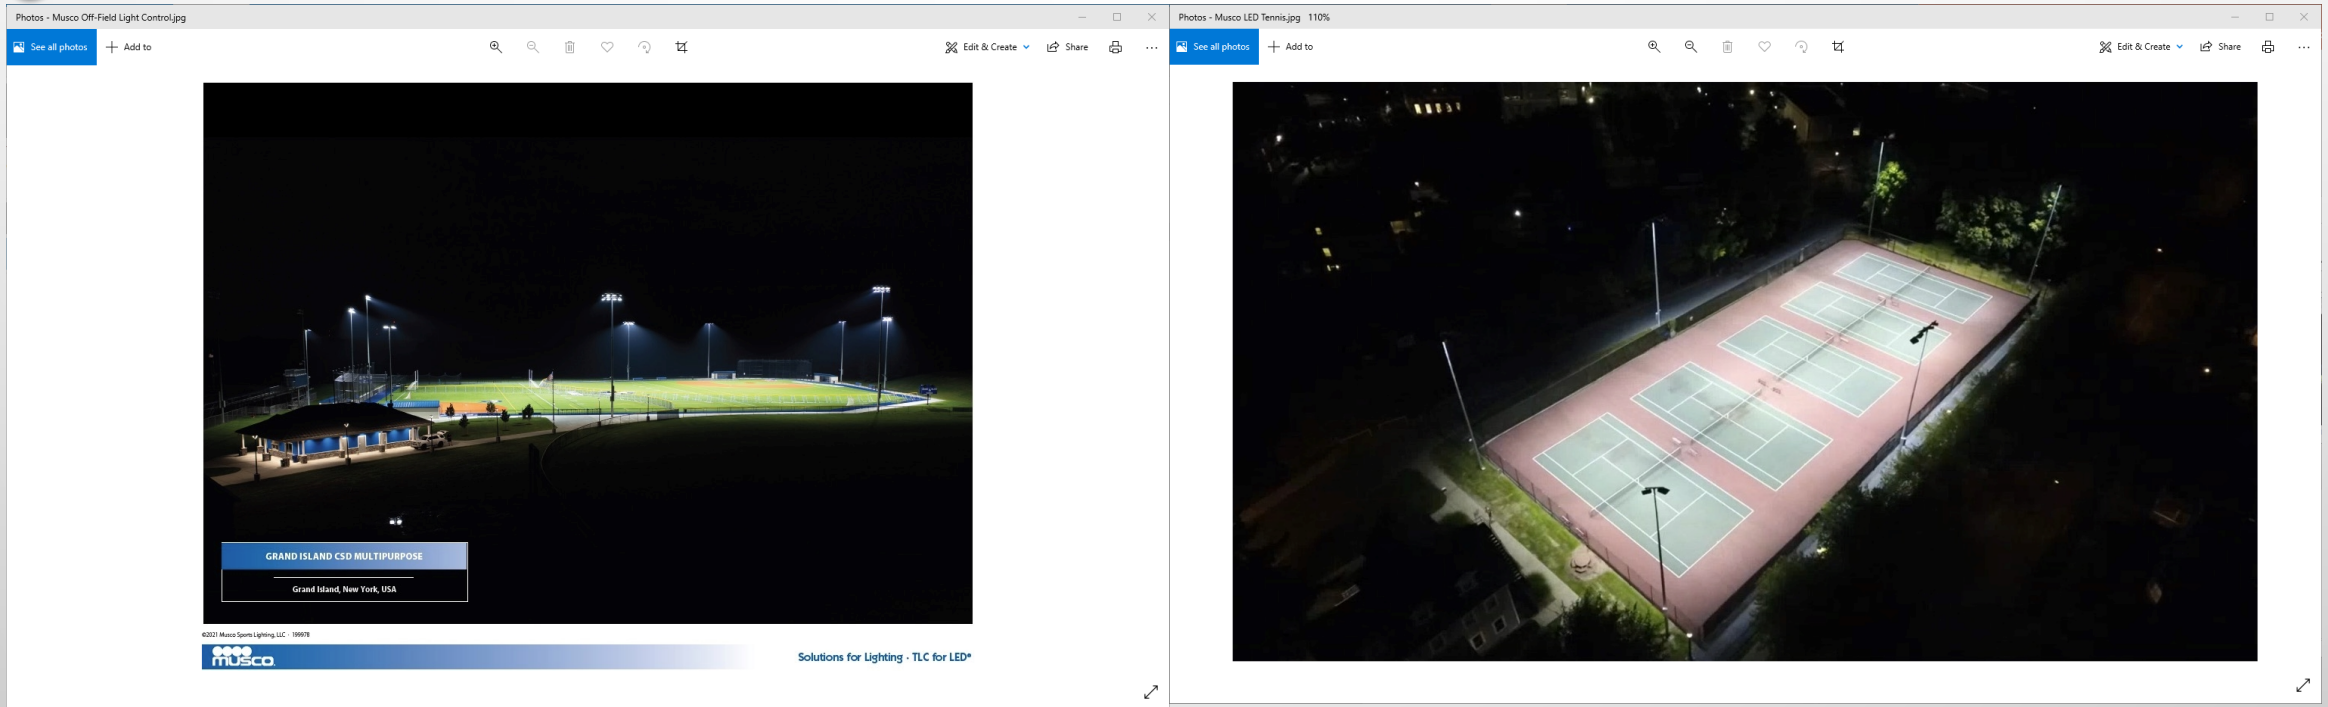 Photos - Musco Off-Field Light Control.jpg
See all photos
Add to
Edit & Create
Share
GRAND ISLAND CSD MULTIPURPOSE
Grand Island, New York, USA
©2021 Musco Sports Lighting, LLC · 199978
musco.
Solutions for Lighting · TLC for LED®
Photos - Musco LED Tennis.jpg 110%
See all photos
Add to
Edit & Create
Share